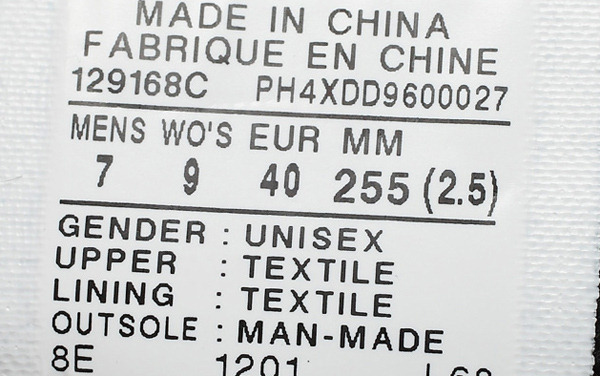 MADE IN CHINA
FABRIQUE EN CHINE
129168C PH4XDD9600027
MENS WO'S EUR MM
7 9 40 255 (2.5)
GENDER : UNISEX
UPPER : TEXTILE
LINING : TEXTILE
OUTSOLE : MAN-MADE
8E 1201